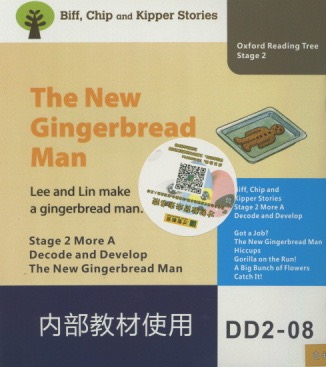 Biff, Chip and Kipper Stories
Oxford Reading Tree
Stage 2
The New
Gingerbread
Man
Lee and Lin make
a gingerbread man.
Stage 2 More A
Decode and Develop
The New Gingerbread Man
Biff, Chip and
Kipper Stories
Stage 2 More A
Decode and Develop
Got a Job?
The New Gingerbread Man
Hiccups
Gorilla on the Run!
A Big Bunch of Flowers
Catch It!
内部教材使用
DD2-08